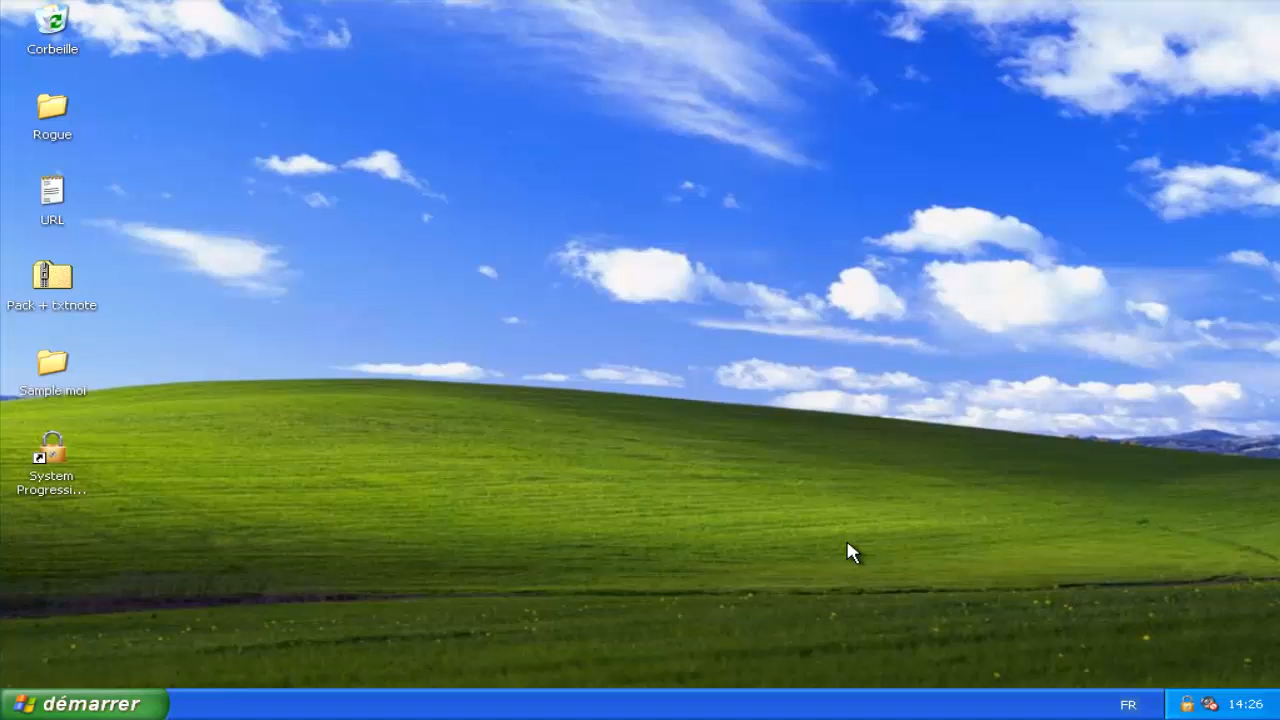 Corbeille
Rogue
URL
Pack + txtnote
Sample moi
System
Progressi...
démarrer
FR
14:26